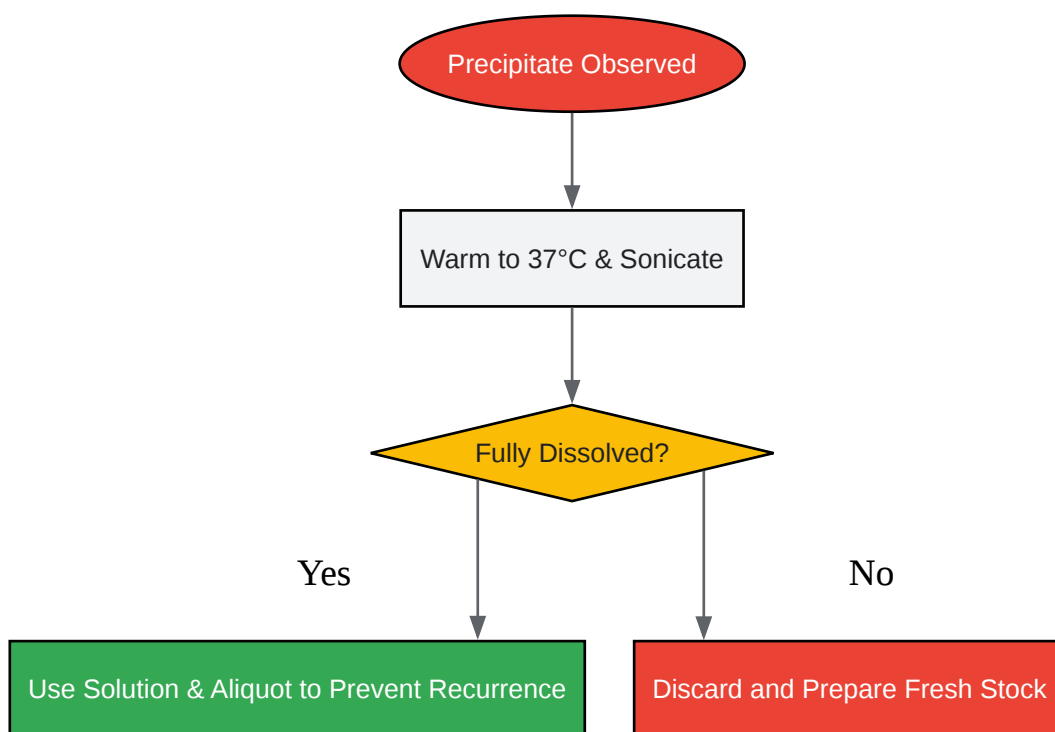 Precipitate Observed
Warm to 37°C & Sonicate
Fully Dissolved?
Yes
No
Use Solution & Aliquot to Prevent Recurrence
Discard and Prepare Fresh Stock